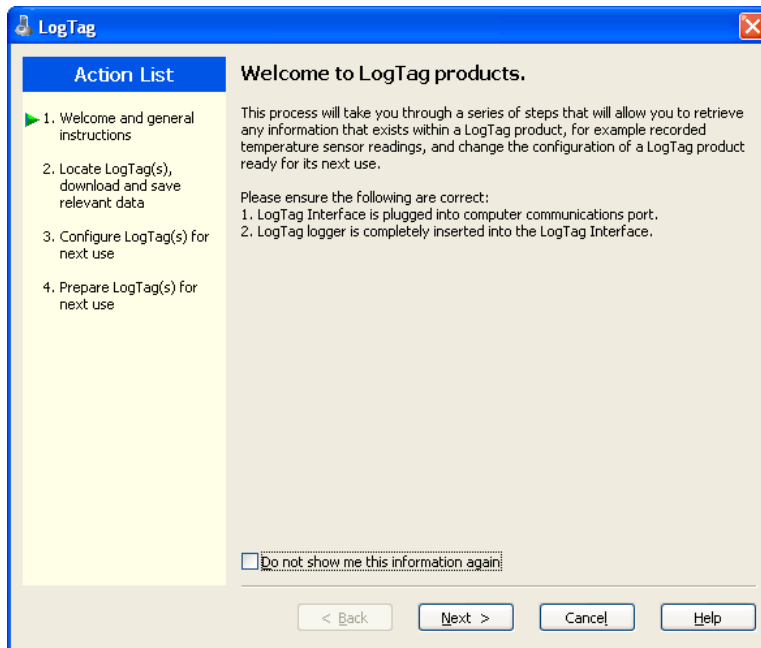 LogTag
Action List
1. Welcome and general
instructions
2. Locate LogTag(s),
download and save
relevant data
3. Configure LogTag(s) for
next use
4. Prepare LogTag(s) for
next use
Welcome to LogTag products.
This process will take you through a series of steps that will allow you to retrieve
any information that exists within a LogTag product, for example recorded
temperature sensor readings, and change the configuration of a LogTag product
ready for its next use.
Please ensure the following are correct:
1. LogTag Interface is plugged into computer communications port.
2. LogTag logger is completely inserted into the LogTag Interface.
Do not show me this information again
< Back
Next >
Cancel
Help